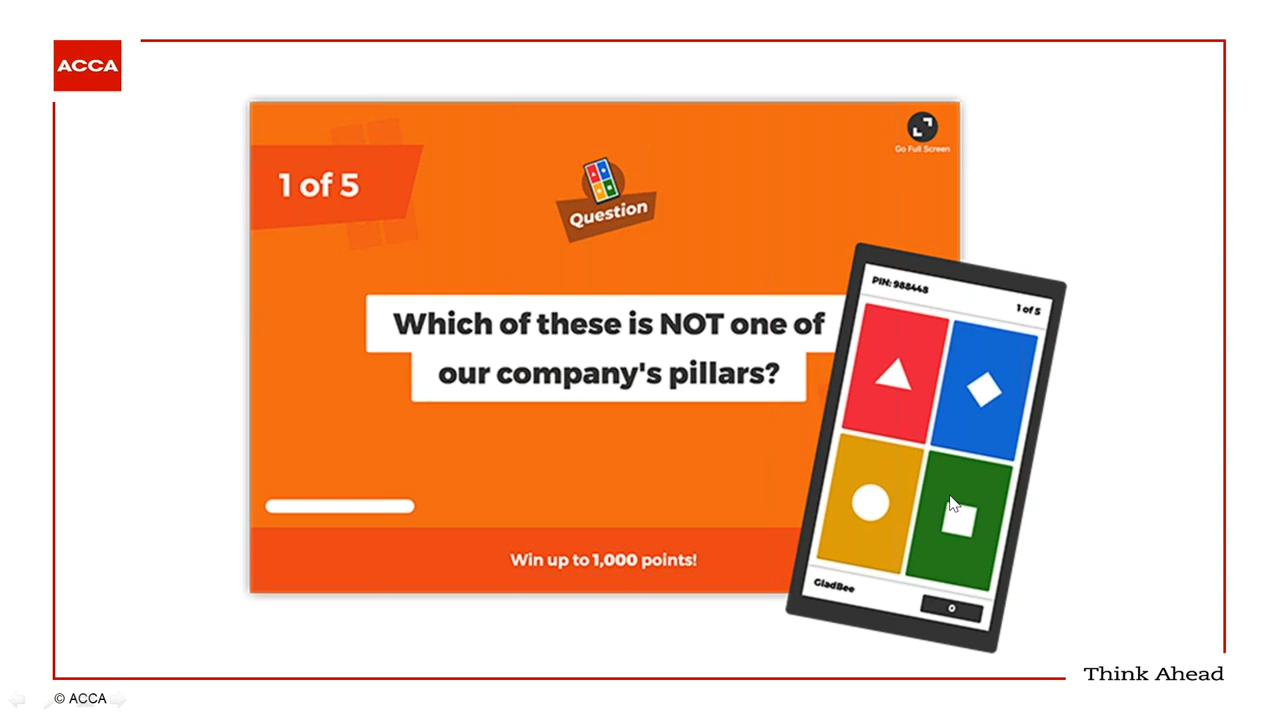 ACCA
1 of 5
Go Full Screen
Question
Which of these is NOT one of
our company's pillars?
Win up to 1,000 points!
PIN: 988448
1 of 5
GladBee
0
Think Ahead
© ACCA